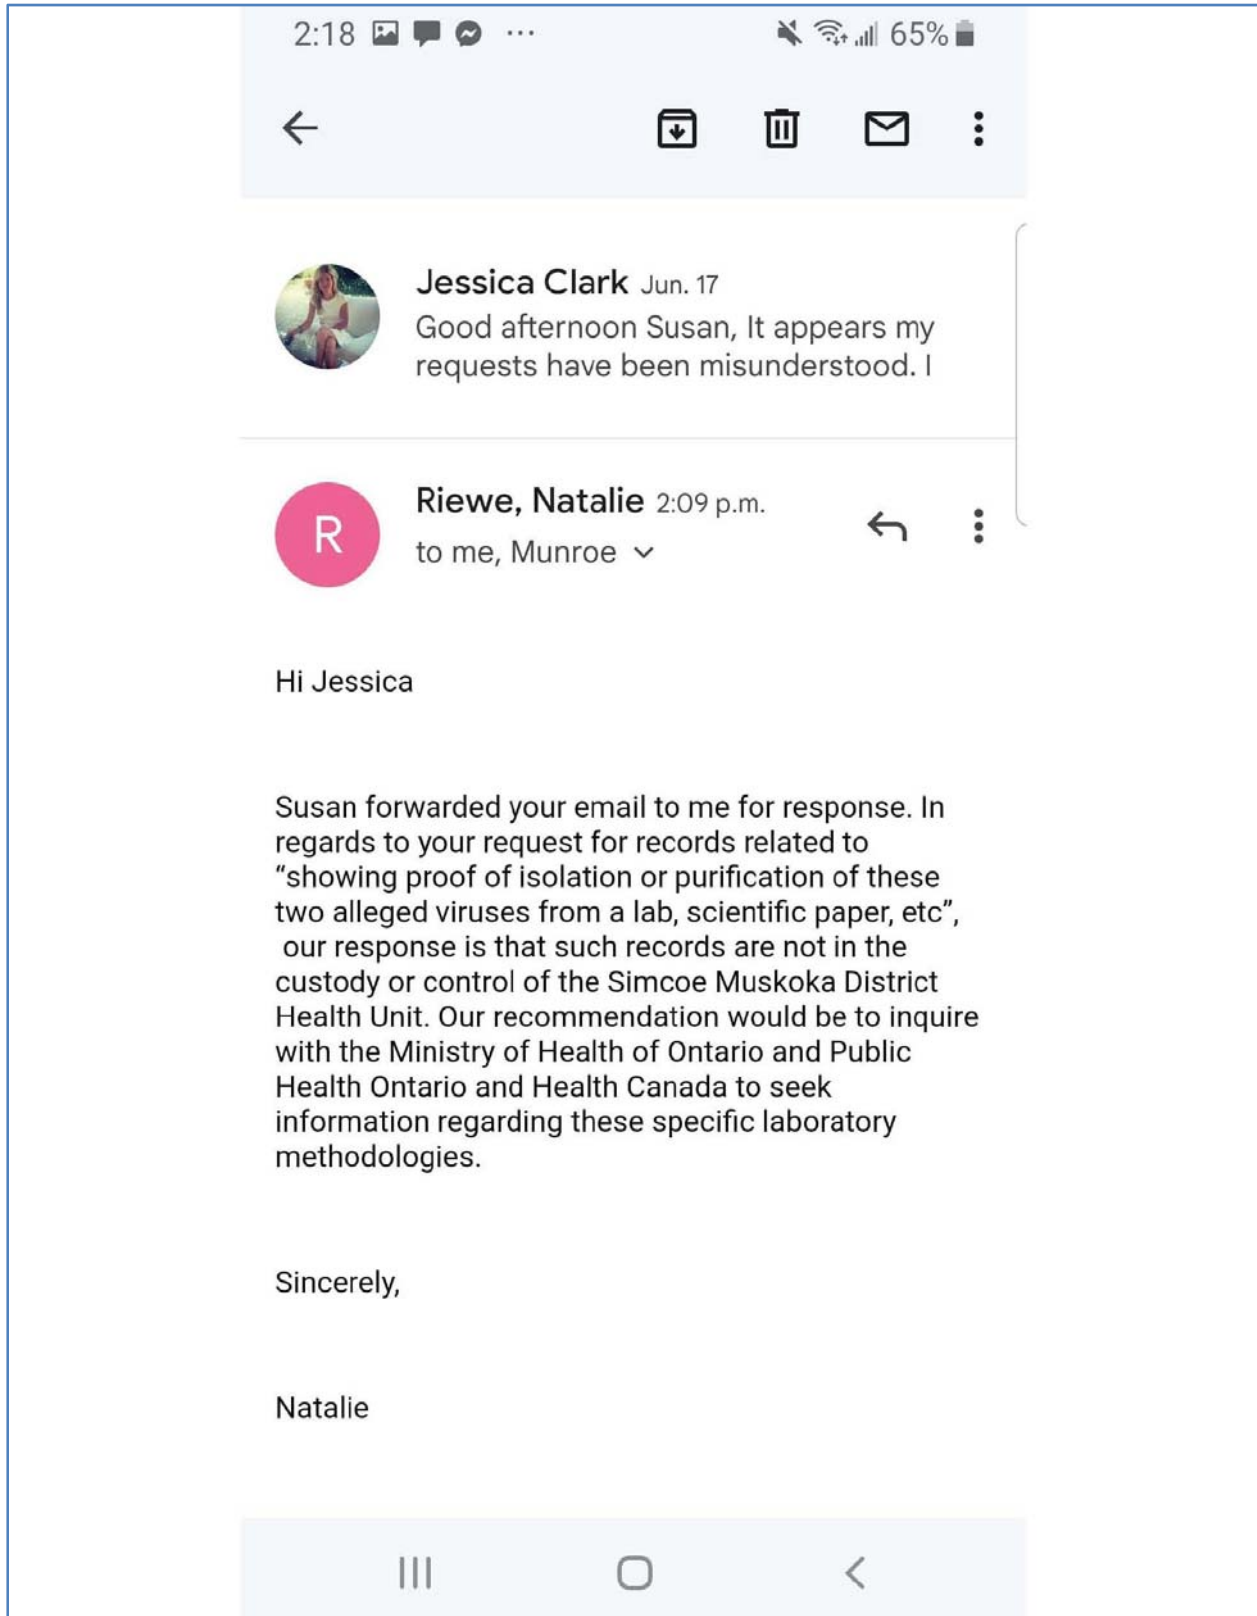 2:18 ... 65%
Jessica Clark Jun. 17
Good afternoon Susan, It appears my
requests have been misunderstood. I
R
Riewe, Natalie 2:09 p.m.
to me, Munroe
Hi Jessica
Susan forwarded your email to me for response. In
regards to your request for records related to
“showing proof of isolation or purification of these
two alleged viruses from a lab, scientific paper, etc”,
our response is that such records are not in the
custody or control of the Simcoe Muskoka District
Health Unit. Our recommendation would be to inquire
with the Ministry of Health of Ontario and Public
Health Ontario and Health Canada to seek
information regarding these specific laboratory
methodologies.
Sincerely,
Natalie